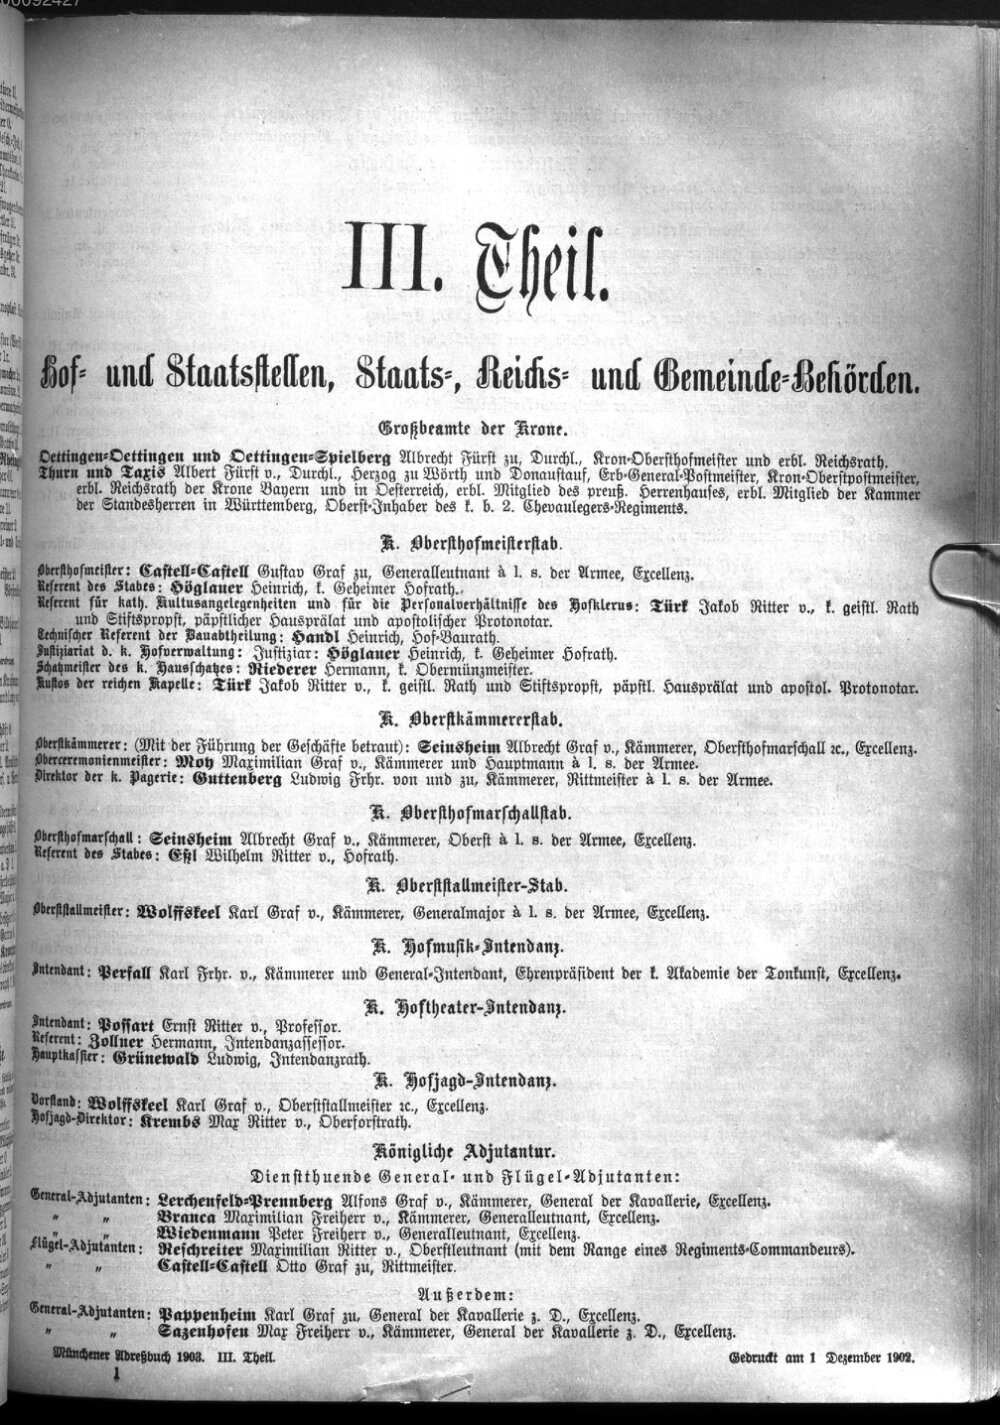 00092427
III. Theil.
Hof- und Staatsstellen, Staats-, Reichs- und Gemeinde-Behörden.
Großbeamte der Krone.
Oettingen-Oettingen und Oettingen-Spielberg Albrecht Fürst zu, Durchl., Kron-Obersthofmeister und erbl. Reichsrath.
Thurn und Taxis Albert Fürst v., Durchl., Herzog zu Wörth und Donaustauf, Erb-General-Postmeister, Kron-Oberstpostmeister,
erbl. Reichsrath der Krone Bayern und in Oesterreich, erbl. Mitglied des preuß. Herrenhauses, erbl. Mitglied der Kammer
der Standesherren in Württemberg, Oberst-Inhaber des k. b. 2. Chevaulegers-Regiments.
K. Obersthofmeisterstab.
Obersthofmeister: Castell-Castell Gustav Graf zu, Generalleutnant à l. s. der Armee, Excellenz.
Referent des Stabes: Höglauer Heinrich, k. Geheimer Hofrath.
Referent für kath. Kultusangelegenheiten und für die Personalverhältnisse des Hofklerus: Türk Jakob Ritter v., k. geistl. Rath
und Stiftspropst, päpstlicher Hausprälat und apostolischer Protonotar.
Technischer Referent der Bauabtheilung: Handl Heinrich, Hof-Baurath.
Justiziariat d. k. Hofverwaltung: Justiziar: Höglauer Heinrich, k. Geheimer Hofrath.
Schatzmeister des k. Hausschatzes: Riederer Hermann, k. Obermünzmeister.
Kustos der reichen Kapelle: Türk Jakob Ritter v., k. geistl. Rath und Stiftspropst, päpstl. Hausprälat und apostol. Protonotar.
K. Oberstkämmererstab.
Oberstkämmerer: (Mit der Führung der Geschäfte betraut): Seinsheim Albrecht Graf v., Kämmerer, Obersthofmarschall ꝛc., Excellenz.
Oberceremonienmeister: Moy Maximilian Graf v., Kämmerer und Hauptmann à l. s. der Armee.
Direktor der k. Pagerie: Guttenberg Ludwig Frhr. von und zu, Kämmerer, Rittmeister à l. s. der Armee.
K. Obersthofmarschallstab.
Obersthofmarschall: Seinsheim Albrecht Graf v., Kämmerer, Oberst à l. s. der Armee, Excellenz.
Referent des Stabes: Eßl Wilhelm Ritter v., Hofrath.
K. Oberststallmeister-Stab.
Oberststallmeister: Wolffskeel Karl Graf v., Kämmerer, Generalmajor à l. s. der Armee, Excellenz.
K. Hofmusik-Intendanz.
Intendant: Perfall Karl Frhr. v., Kämmerer und General-Intendant, Ehrenpräsident der k. Akademie der Tonkunst, Excellenz.
K. Hoftheater-Intendanz.
Intendant: Possart Ernst Ritter v., Professor.
Referent: Zollner Hermann, Intendanzassessor.
Hauptkassier: Grünewald Ludwig, Intendanzrath.
K. Hofjagd-Intendanz.
Vorstand: Wolffskeel Karl Graf v., Oberststallmeister ꝛc., Excellenz.
Hofjagd-Direktor: Krembs Max Ritter v., Oberforstrath.
Königliche Adjutantur.
Dienstthuende General- und Flügel-Adjutanten:
General-Adjutanten: Lerchenfeld-Prennberg Alfons Graf v., Kämmerer, General der Kavallerie, Excellenz.
" " Branca Maximilian Freiherr v., Kämmerer, Generalleutnant, Excellenz.
" " Wiedenmann Peter Freiherr v., Generalleutnant, Excellenz.
Flügel-Adjutanten: Reschreiter Maximilian Ritter v., Oberstleutnant (mit dem Range eines Regiments-Commandeurs).
" " Castell-Castell Otto Graf zu, Rittmeister.
Außerdem:
General-Adjutanten: Pappenheim Karl Graf zu, General der Kavallerie z. D., Excellenz.
" " Sazenhofen Max Freiherr v., Kämmerer, General der Kavallerie z. D., Excellenz.
Münchener Adreßbuch 1903. III. Theil.
Gedruckt am 1 Dezember 1902.
1